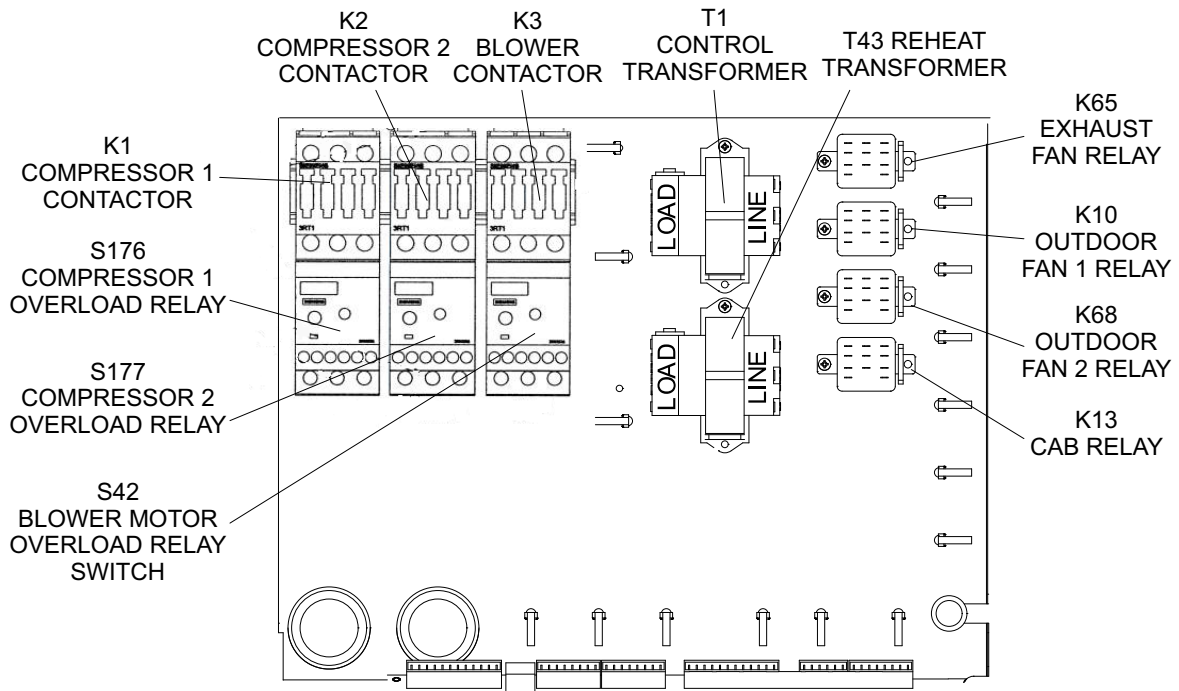 K2
COMPRESSOR 2
CONTACTOR
K3
BLOWER
CONTACTOR
T1
CONTROL
TRANSFORMER
T43 REHEAT
TRANSFORMER
K1
COMPRESSOR 1
CONTACTOR
S176
COMPRESSOR 1
OVERLOAD RELAY
S177
COMPRESSOR 2
OVERLOAD RELAY
S42
BLOWER MOTOR
OVERLOAD RELAY
SWITCH
3RT1
3RT1
3RT1
LOAD
LINE
LOAD
LINE
K65
EXHAUST
FAN RELAY
K10
OUTDOOR
FAN 1 RELAY
K68
OUTDOOR
FAN 2 RELAY
K13
CAB RELAY